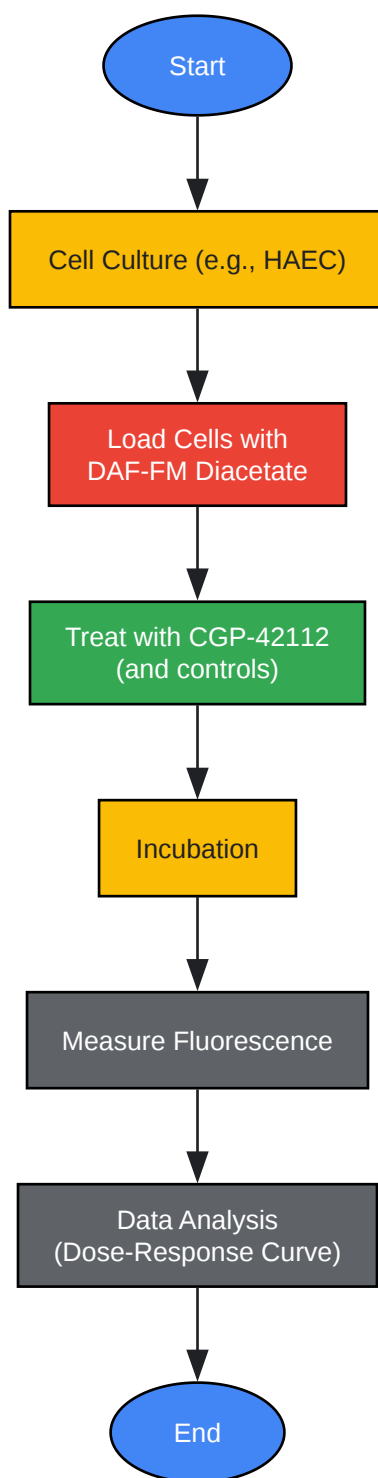 Start
Cell Culture (e.g., HAEC)
Load Cells with
DAF-FM Diacetate
Treat with CGP-42112
(and controls)
Incubation
Measure Fluorescence
Data Analysis
(Dose-Response Curve)
End